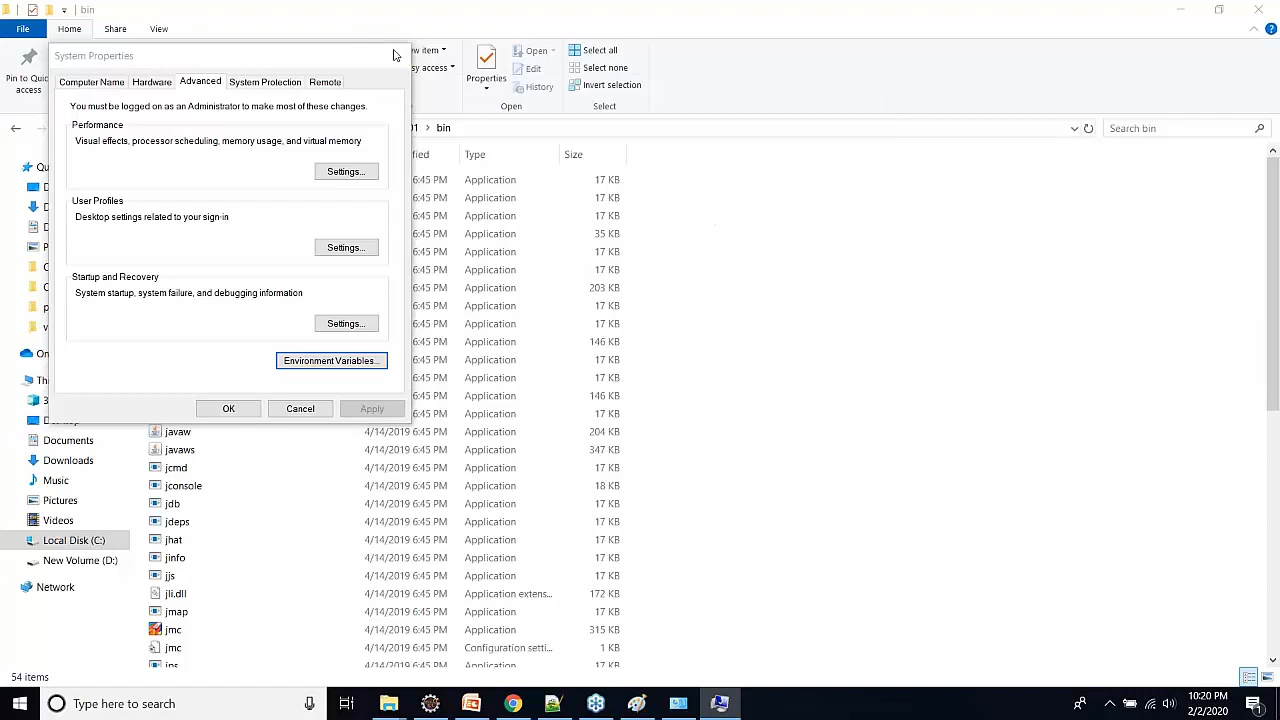 bin
File Home Share View
System Properties
Computer Name Hardware Advanced System Protection Remote
You must be logged on as an Administrator to make most of these changes.
Performance
Visual effects, processor scheduling, memory usage, and virtual memory
Settings...
User Profiles
Desktop settings related to your sign-in
Settings...
Startup and Recovery
System startup, system failure, and debugging information
Settings...
Environment Variables...
OK Cancel Apply
Pin to Quic
access
ew item
sy access
Properties
Open
Edit
History
Open
Select all
Select none
Invert selection
Select
01 > bin
Search bin
fied Type Size
6:45 PM Application 17 KB
6:45 PM Application 17 KB
6:45 PM Application 17 KB
6:45 PM Application 35 KB
6:45 PM Application 17 KB
6:45 PM Application 17 KB
6:45 PM Application 203 KB
6:45 PM Application 17 KB
6:45 PM Application 17 KB
6:45 PM Application 146 KB
6:45 PM Application 17 KB
6:45 PM Application 17 KB
6:45 PM Application 146 KB
6:45 PM Application 17 KB
javaw 4/14/2019 6:45 PM Application 204 KB
javaws 4/14/2019 6:45 PM Application 347 KB
jcmd 4/14/2019 6:45 PM Application 17 KB
jconsole 4/14/2019 6:45 PM Application 18 KB
jdb 4/14/2019 6:45 PM Application 17 KB
jdeps 4/14/2019 6:45 PM Application 17 KB
jhat 4/14/2019 6:45 PM Application 17 KB
jinfo 4/14/2019 6:45 PM Application 17 KB
jjs 4/14/2019 6:45 PM Application 17 KB
jli.dll 4/14/2019 6:45 PM Application extens... 172 KB
jmap 4/14/2019 6:45 PM Application 17 KB
jmc 4/14/2019 6:45 PM Application 315 KB
jmc 4/14/2019 6:45 PM Configuration setti... 1 KB
jps 4/14/2019 6:45 PM Application 17 KB
Qu
On
Thi
Documents
Downloads
Music
Pictures
Videos
Local Disk (C:)
New Volume (D:)
Network
54 items
Type here to search
10:20 PM
2/2/2020